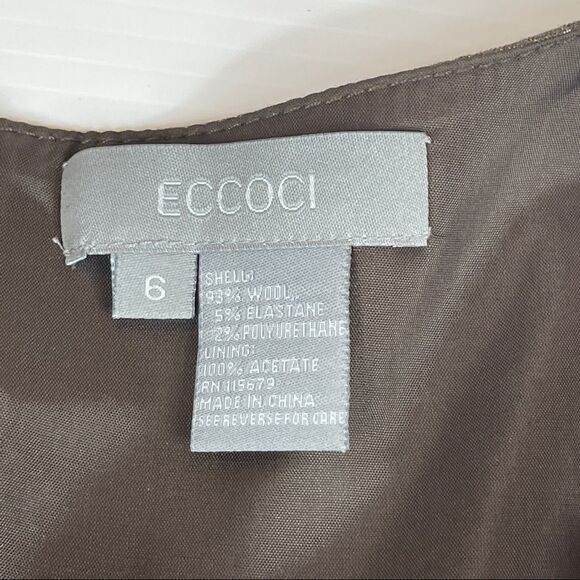 ECCOCI
6
SHELL:
93% WOOL,
5% ELASTANE
2% POLYURETHANE
LINING:
100% ACETATE
RN 119679
MADE IN CHINA
SEE REVERSE FOR CARE